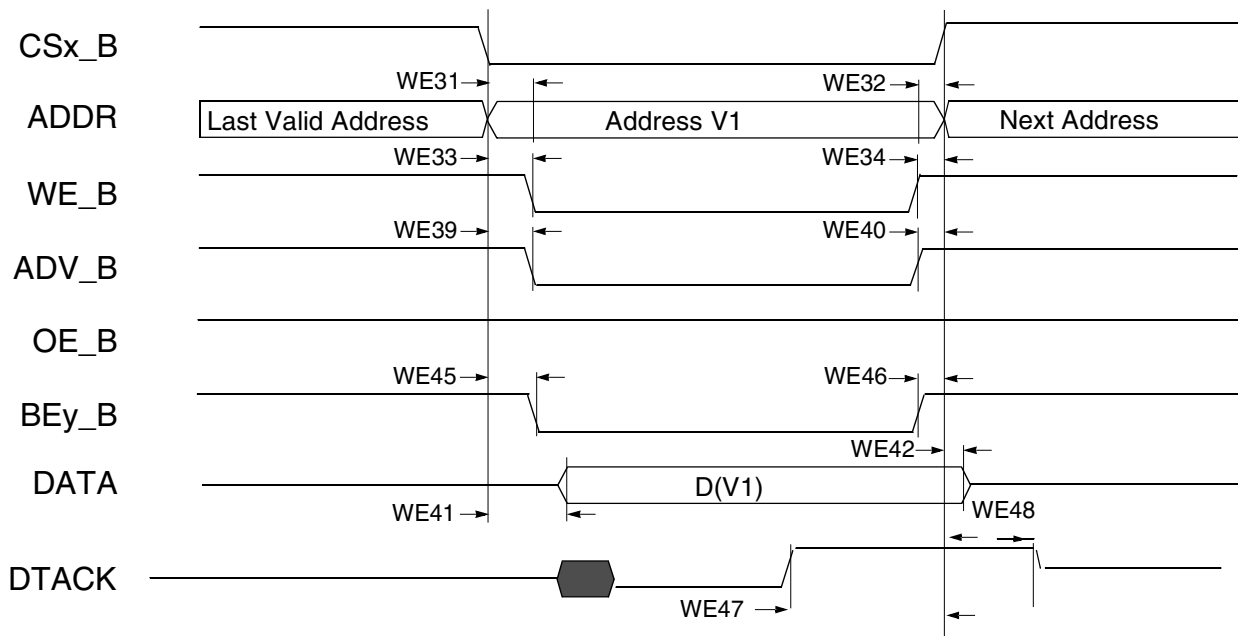 CSx_B
WE31
WE32
ADDR
Last Valid Address
Address V1
Next Address
WE33
WE34
WE_B
WE39
WE40
ADV_B
OE_B
WE45
WE46
BEy_B
WE42
DATA
D(V1)
WE41
WE48
DTACK
WE47